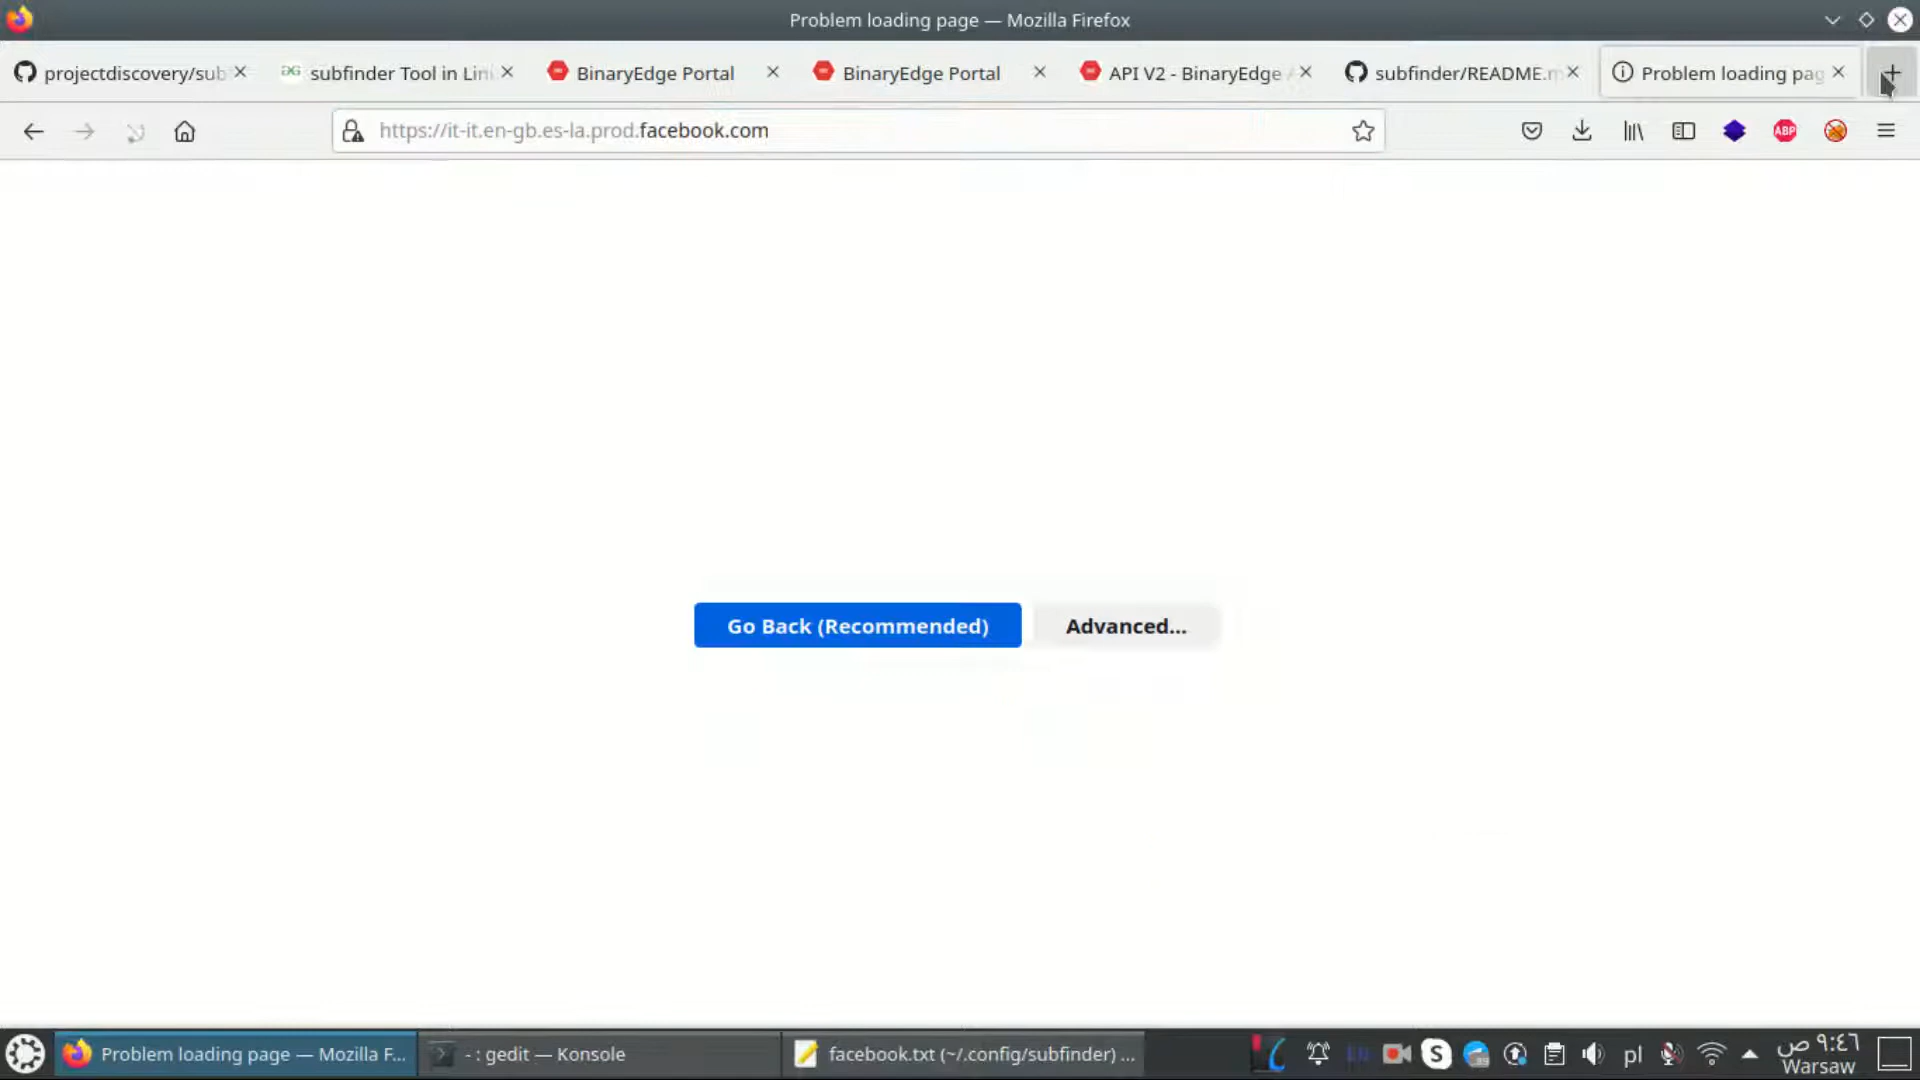 Problem loading page — Mozilla Firefox
projectdiscovery/sub
subfinder Tool in Lin
BinaryEdge Portal
BinaryEdge Portal
API V2 - BinaryEdge
subfinder/README.m
Problem loading pag
https://it-it.en-gb.es-la.prod.facebook.com
ABP
Go Back (Recommended)
Advanced...
Problem loading page — Mozilla F...
- : gedit — Konsole
facebook.txt (~/.config/subfinder) ...
pl
٩:٤٦ ص
Warsaw